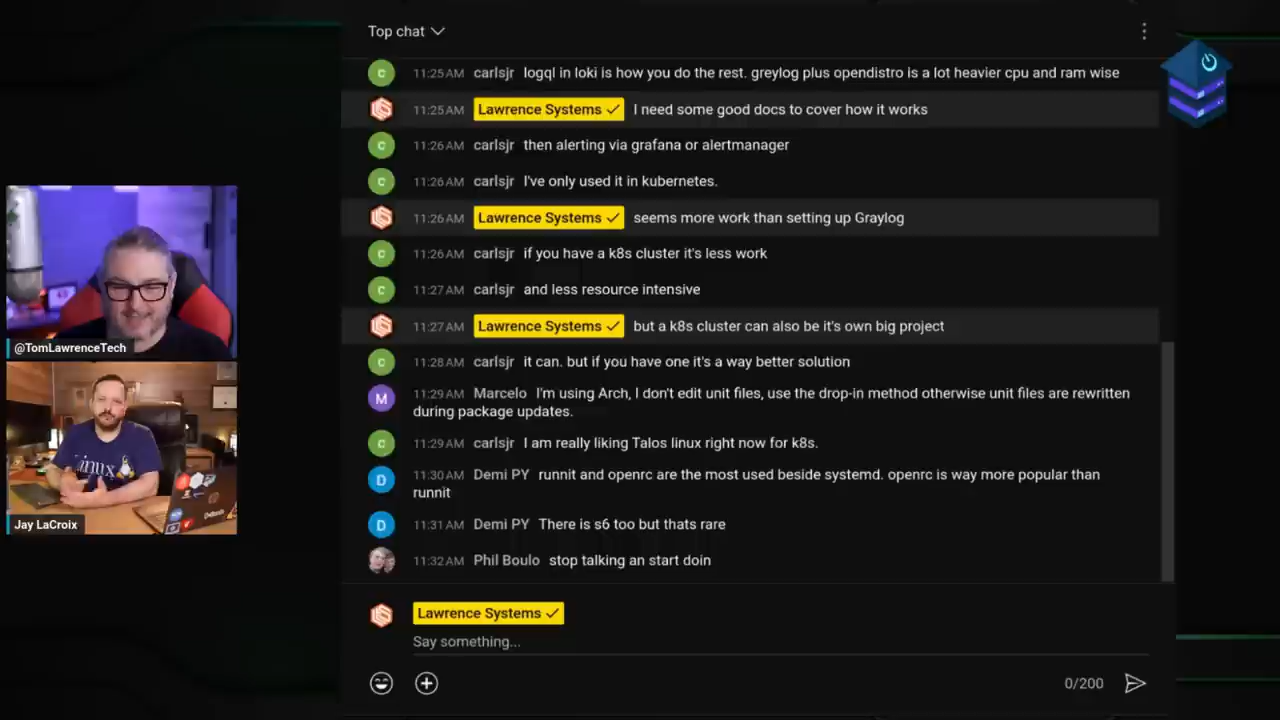 Top chat
C 11:25 AM carlsjr logql in loki is how you do the rest. greylog plus opendistro is a lot heavier cpu and ram wise
11:25 AM Lawrence Systems I need some good docs to cover how it works
C 11:26 AM carlsjr then alerting via grafana or alertmanager
C 11:26 AM carlsjr I've only used it in kubernetes.
11:26 AM Lawrence Systems seems more work than setting up Graylog
C 11:26 AM carlsjr if you have a k8s cluster it's less work
C 11:27 AM carlsjr and less resource intensive
11:27 AM Lawrence Systems but a k8s cluster can also be it's own big project
C 11:28 AM carlsjr it can. but if you have one it's a way better solution
M 11:29 AM Marcelo I'm using Arch, I don't edit unit files, use the drop-in method otherwise unit files are rewritten
during package updates.
C 11:29 AM carlsjr I am really liking Talos linux right now for k8s.
D 11:30 AM Demi PY runnit and openrc are the most used beside systemd. openrc is way more popular than
runnit
D 11:31 AM Demi PY There is s6 too but thats rare
11:32 AM Phil Boulo stop talking an start doin
Lawrence Systems
Say something...
0/200
@TomLawrenceTech
Jay LaCroix